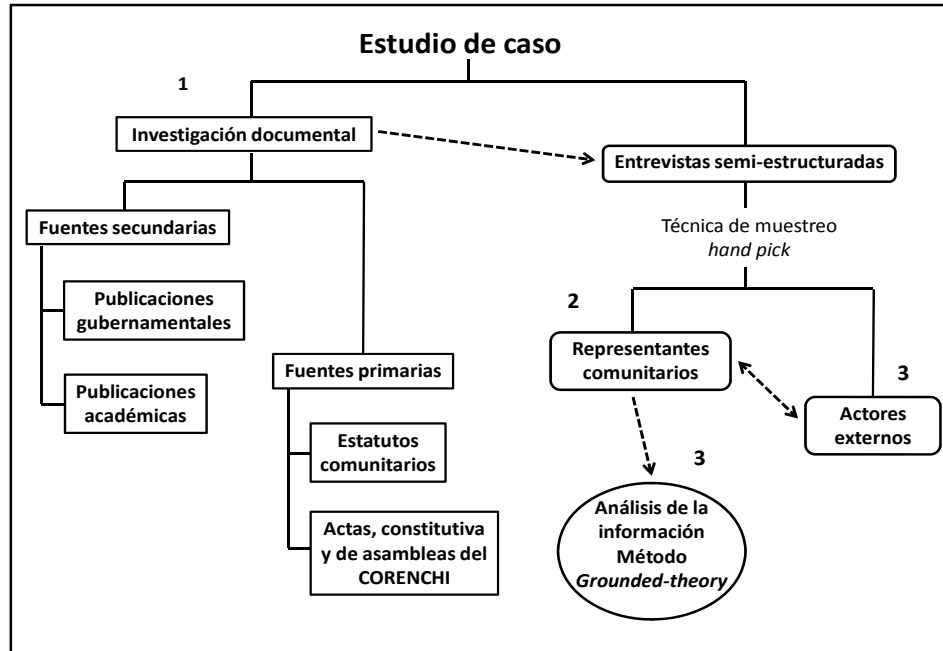 Estudio de caso
1
Investigación documental
Entrevistas semi-estructuradas
Fuentes secundarias
Técnica de muestreo
hand pick
Publicaciones
gubernamentales
2
Representantes
comunitarios
Fuentes primarias
3
Publicaciones
académicas
Actores
externos
Estatutos
comunitarios
3
Análisis de la
información
Método
Grounded-theory
Actas, constitutiva
y de asambleas del
CORENCHI